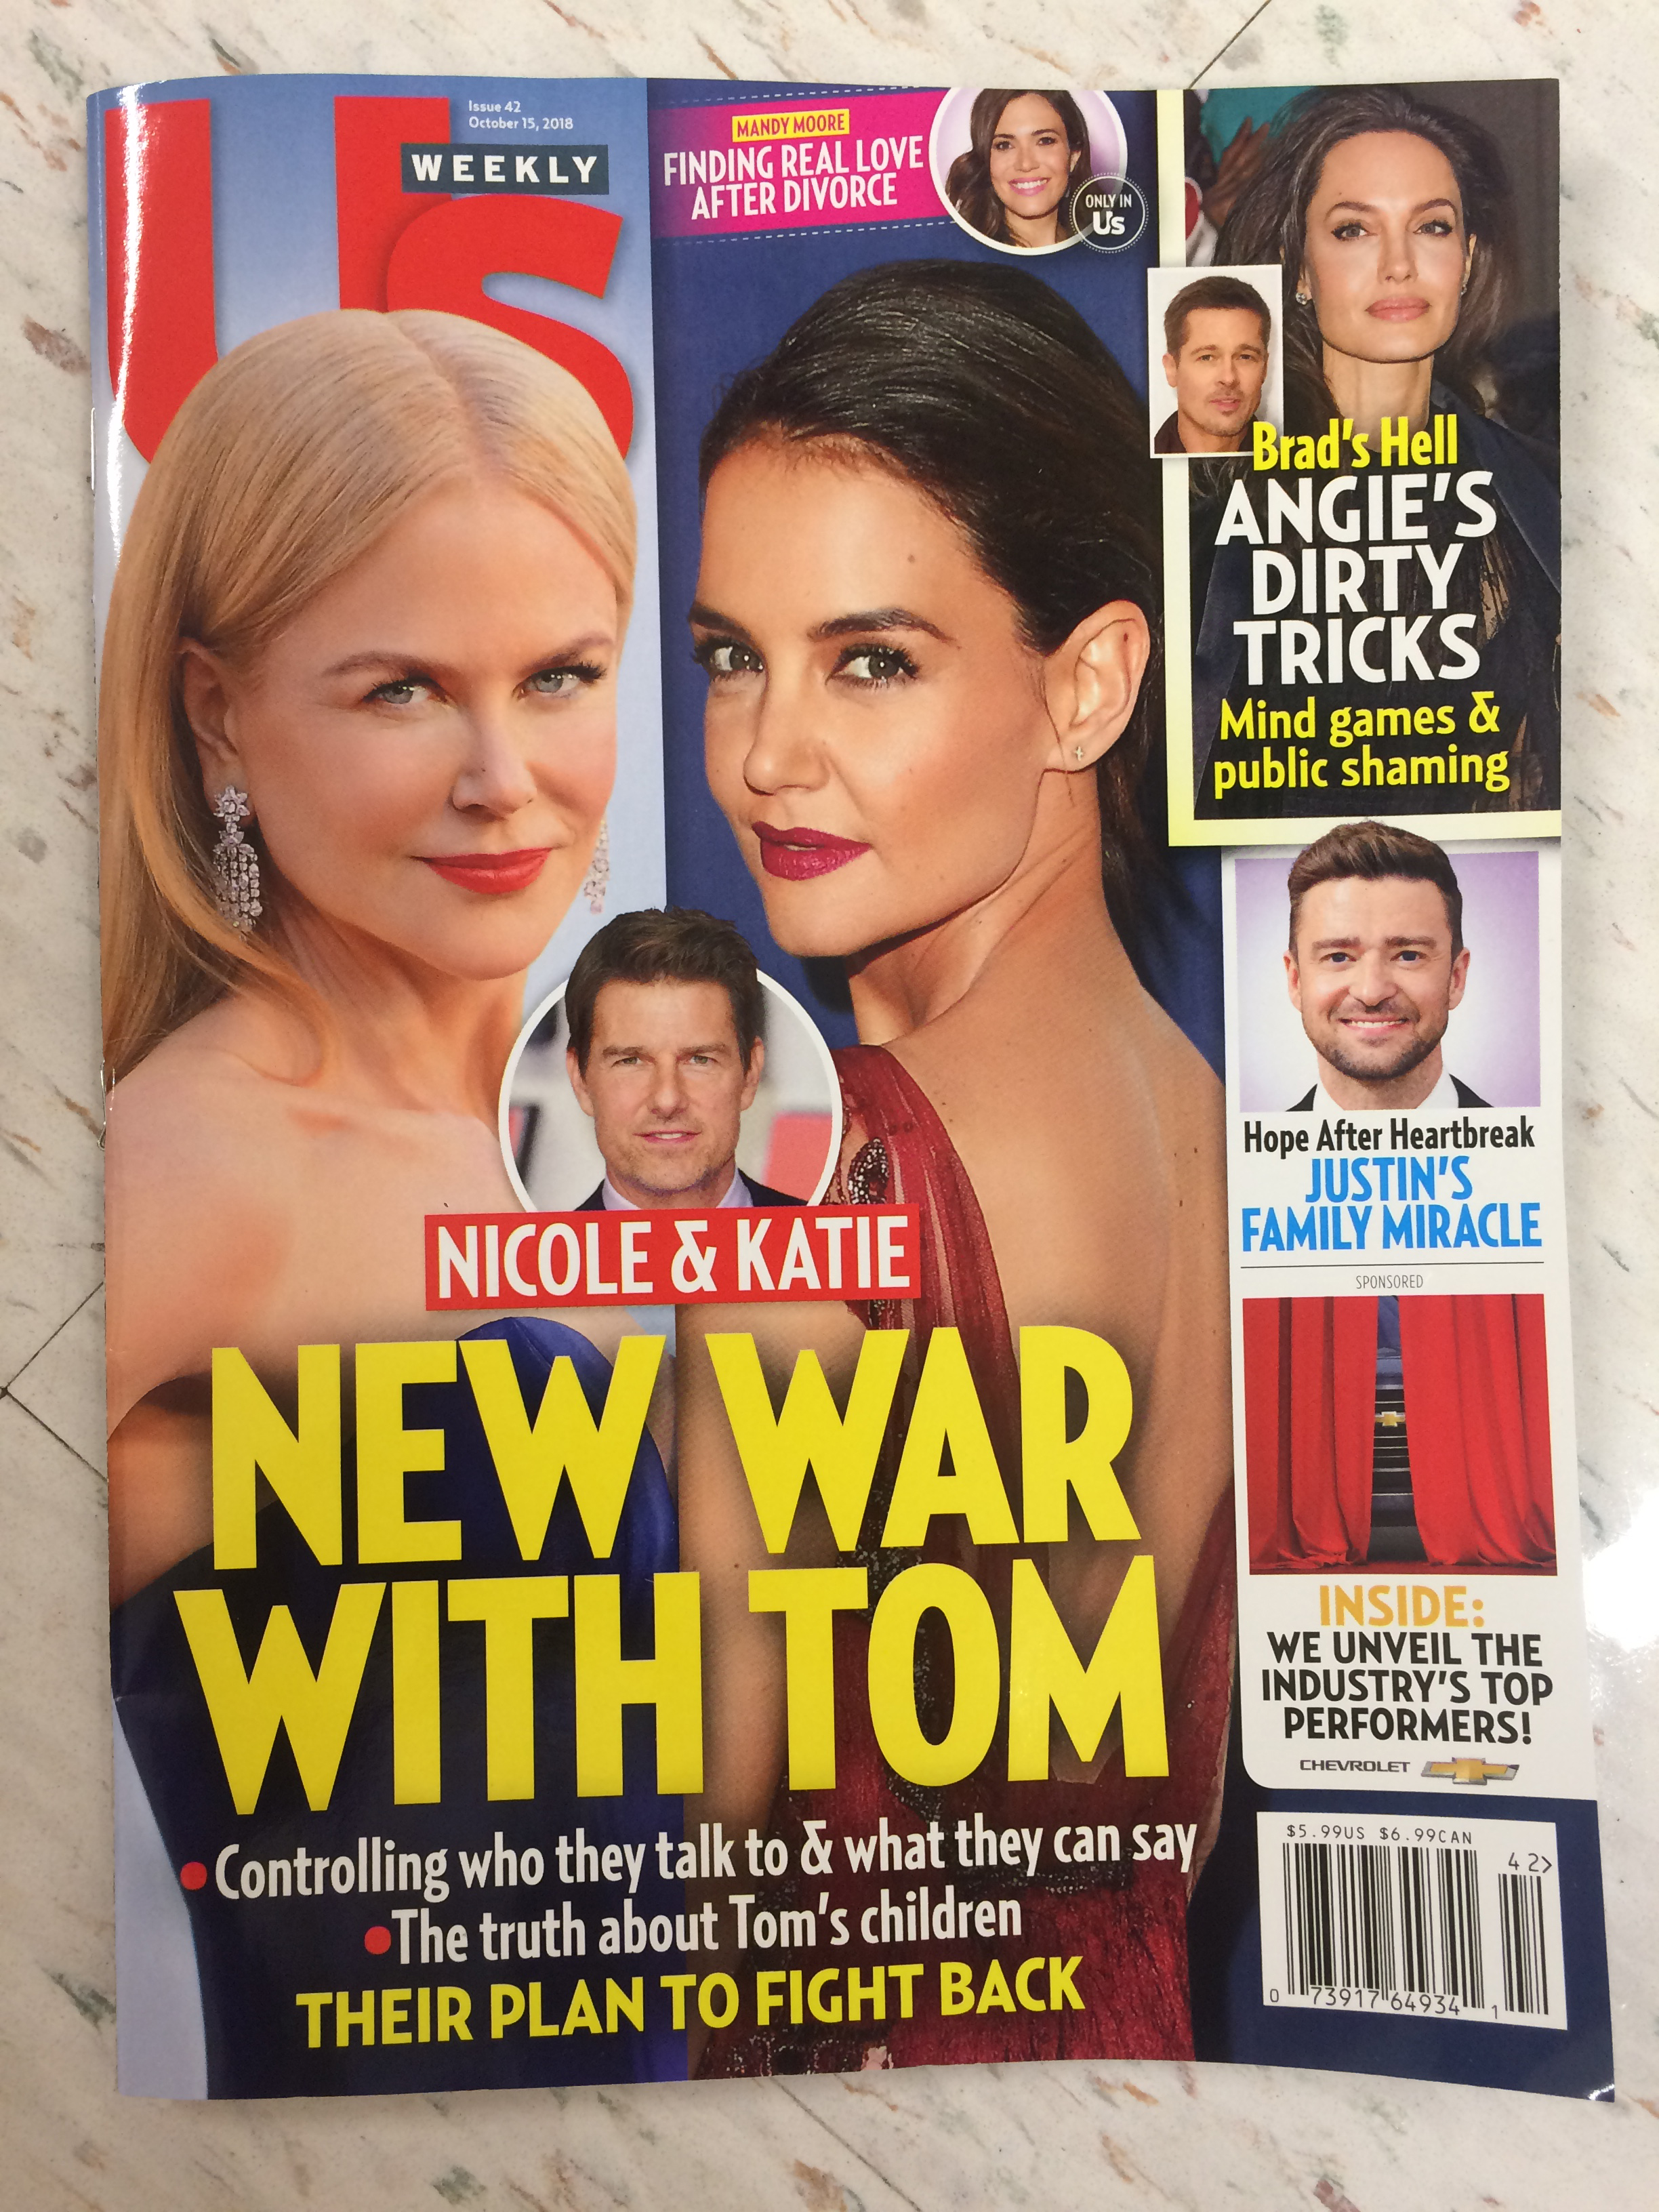 Us
WEEKLY
Issue 42
October 15, 2018
MANDY MOORE
FINDING REAL LOVE
AFTER DIVORCE
ONLY IN
Us
Brad's Hell
ANGIE'S
DIRTY
TRICKS
Mind games &
public shaming
Hope After Heartbreak
JUSTIN'S
FAMILY MIRACLE
SPONSORED
INSIDE:
WE UNVEIL THE
INDUSTRY'S TOP
PERFORMERS!
CHEVROLET
NICOLE & KATIE
NEW WAR
WITH TOM
•Controlling who they talk to & what they can say
•The truth about Tom's children
THEIR PLAN TO FIGHT BACK
$5.99US $6.99CAN
42>
0 73917 64934 1